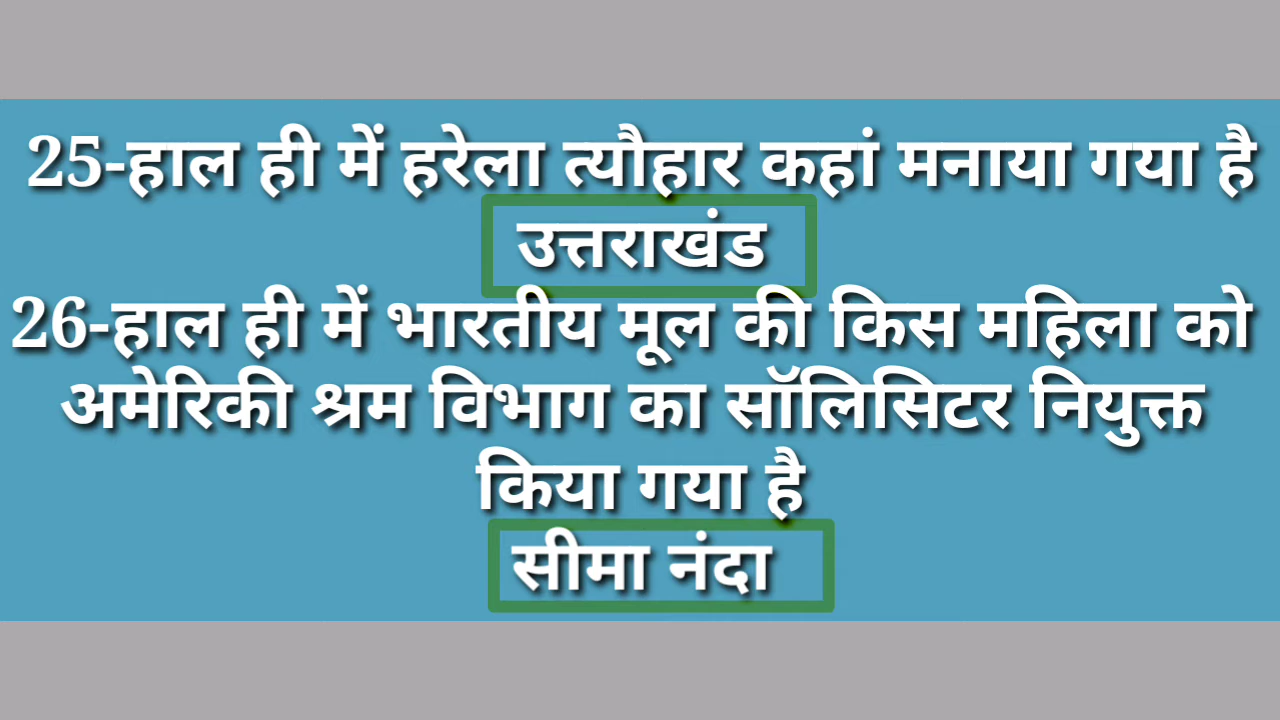 25-हाल ही में हरेला त्यौहार कहां मनाया गया है
उत्तराखंड
26-हाल ही में भारतीय मूल की किस महिला को
अमेरिकी श्रम विभाग का सॉलिसिटर नियुक्त
किया गया है
सीमा नंदा